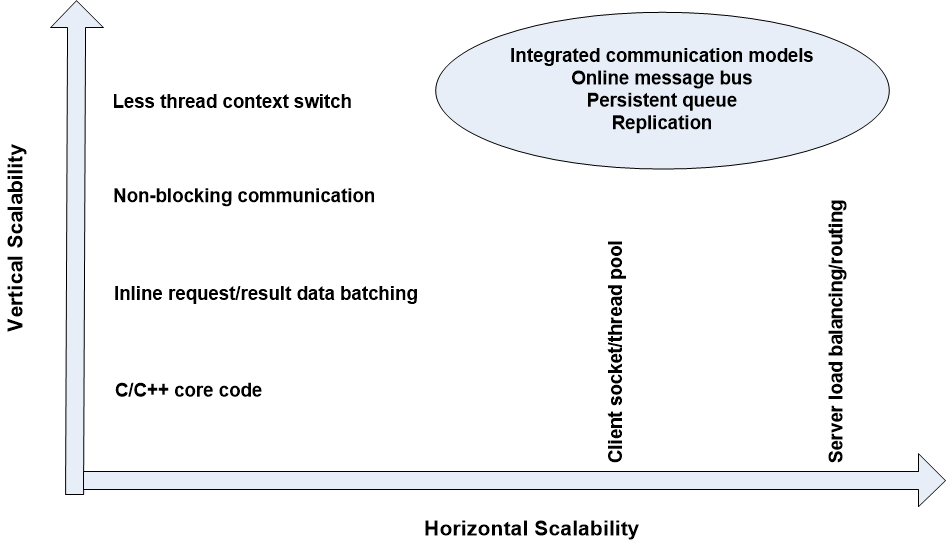 Integrated communication models
Online message bus
Persistent queue
Replication
Less thread context switch
Non-blocking communication
Inline request/result data batching
C/C++ core code
Vertical Scalability
Client socket/thread pool
Server load balancing/routing
Horizontal Scalability